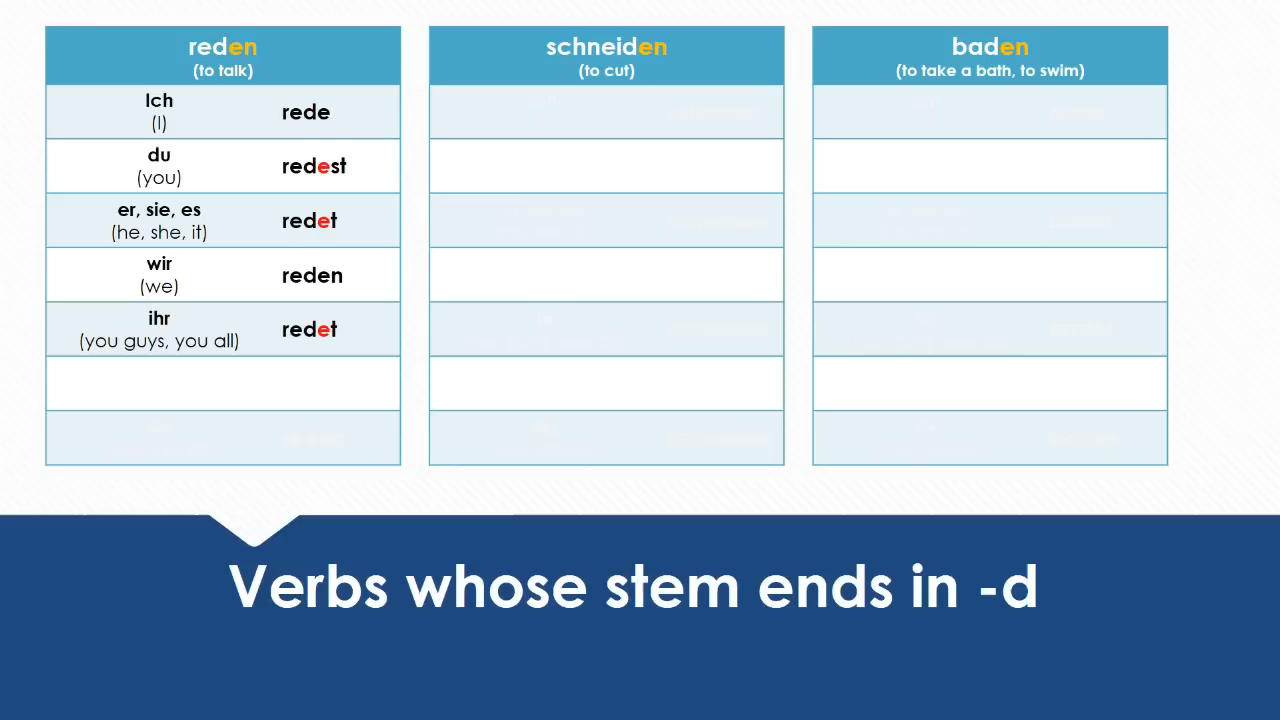 reden
(to talk)
Ich
(I)
rede
du
(you)
redest
er, sie, es
(he, she, it)
redet
wir
(we)
reden
ihr
(you guys, you all)
redet
schneiden
(to cut)
baden
(to take a bath, to swim)
Verbs whose stem ends in -d